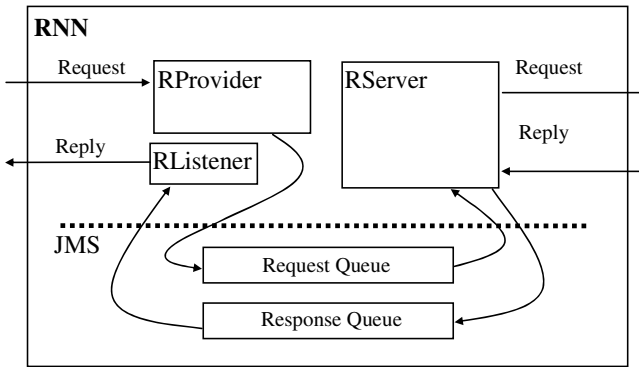 RNN
Request
RProvider
RServer
Request
Reply
RListener
Reply
JMS
Request Queue
Response Queue